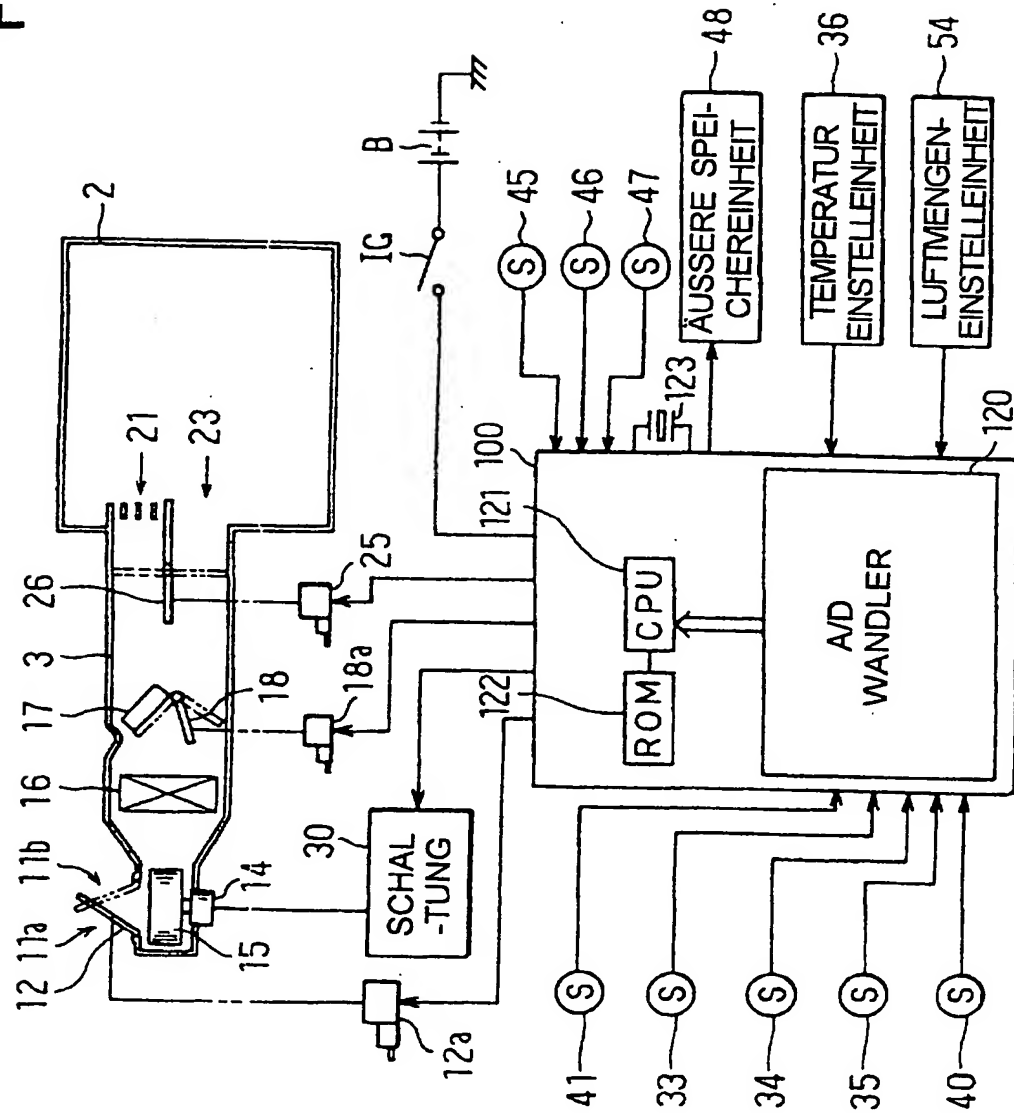 F
2
21
23
26
3
17
18
16
11b
11a
12
15
14
25
18a
30
SCHAL
-TUNG
12a
IG
B
45
S
46
S
47
S
48
ÄUSSERE SPEI-
CHEREINHEIT
36
TEMPERATUR
EINSTELLEINHEIT
54
LUFTMENGEN-
EINSTELLEINHEIT
123
100
121
CPU
122
ROM
120
A/D
WANDLER
41
S
33
S
34
S
35
S
40
S